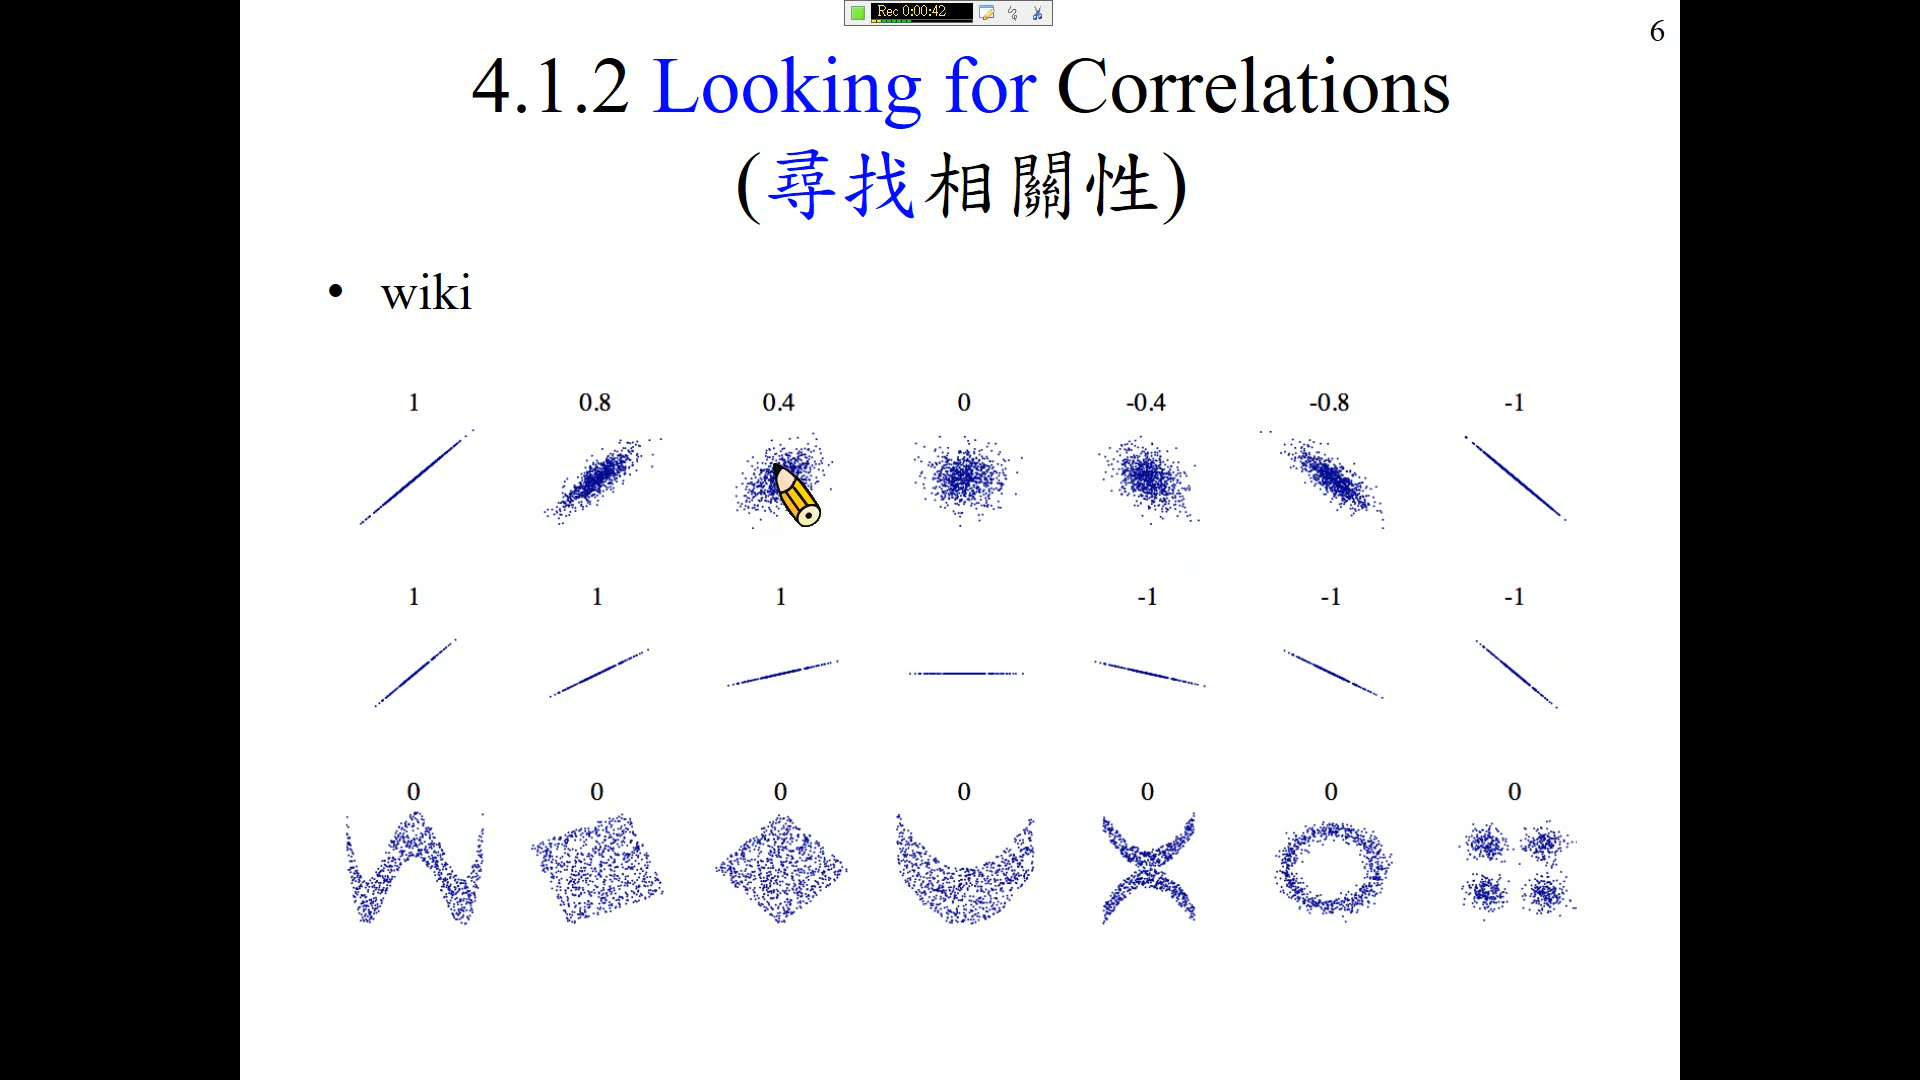 Rec 0:00:42
6
4.1.2 Looking for Correlations
(尋找相關性)
• wiki
1 0.8 0.4 0 -0.4 -0.8 -1
1 1 1 -1 -1 -1
0 0 0 0 0 0 0